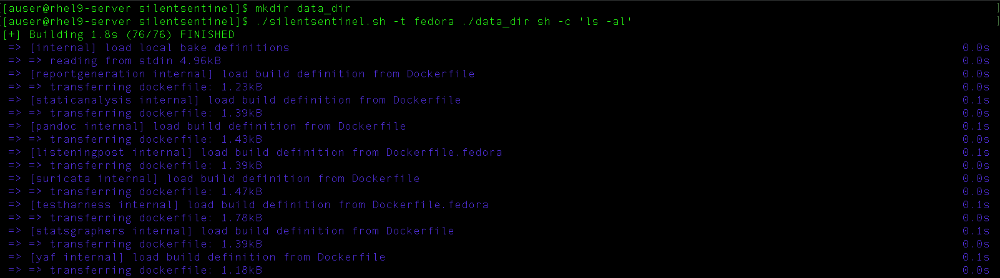 [[auser@rhel9-server silentsentinel]$ mkdir data_dir ]
[[auser@rhel9-server silentsentinel]$ ./silentsentinel.sh -t fedora ./data_dir sh -c 'ls -al' ]
[+] Building 1.8s (76/76) FINISHED
=> [internal] load local bake definitions 0.0s
=> => reading from stdin 4.96kB 0.0s
=> [reportgeneration internal] load build definition from Dockerfile 0.0s
=> => transferring dockerfile: 1.23kB 0.0s
=> [staticanalysis internal] load build definition from Dockerfile 0.1s
=> => transferring dockerfile: 1.39kB 0.0s
=> [pandoc internal] load build definition from Dockerfile 0.1s
=> => transferring dockerfile: 1.43kB 0.0s
=> [listeningpost internal] load build definition from Dockerfile.fedora 0.1s
=> => transferring dockerfile: 1.39kB 0.0s
=> [suricata internal] load build definition from Dockerfile 0.0s
=> => transferring dockerfile: 1.47kB 0.0s
=> [testharness internal] load build definition from Dockerfile.fedora 0.1s
=> => transferring dockerfile: 1.78kB 0.0s
=> [statsgraphers internal] load build definition from Dockerfile 0.1s
=> => transferring dockerfile: 1.39kB 0.0s
=> [yaf internal] load build definition from Dockerfile 0.1s
=> => transferring dockerfile: 1.18kB 0.0s